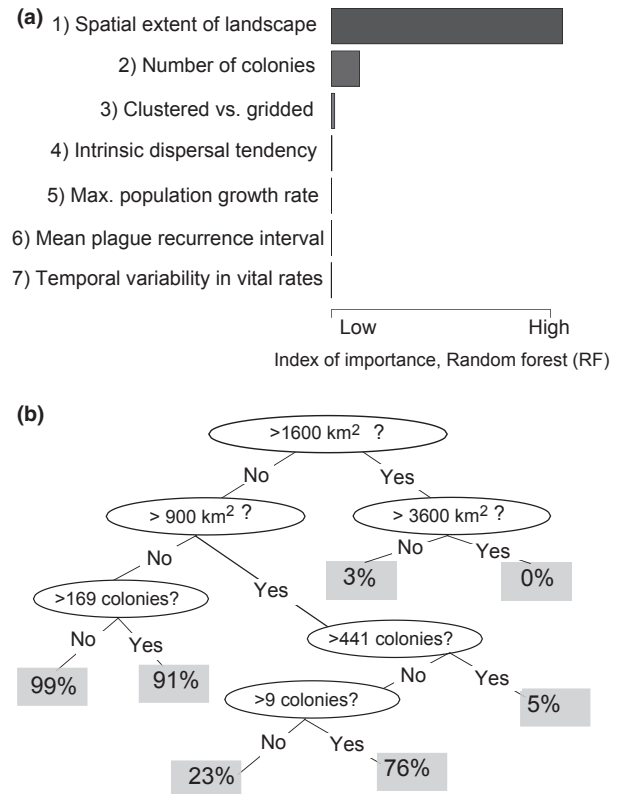 (a)
1) Spatial extent of landscape
2) Number of colonies
3) Clustered vs. gridded
4) Intrinsic dispersal tendency
5) Max. population growth rate
6) Mean plague recurrence interval
7) Temporal variability in vital rates
Low High
Index of importance, Random forest (RF)
(b)
>1600 km² ?
No Yes
> 900 km² ? > 3600 km² ?
No Yes No Yes
3% 0%
>169 colonies?
>441 colonies?
No Yes No Yes
99% 91% >9 colonies? 5%
No Yes
23% 76%